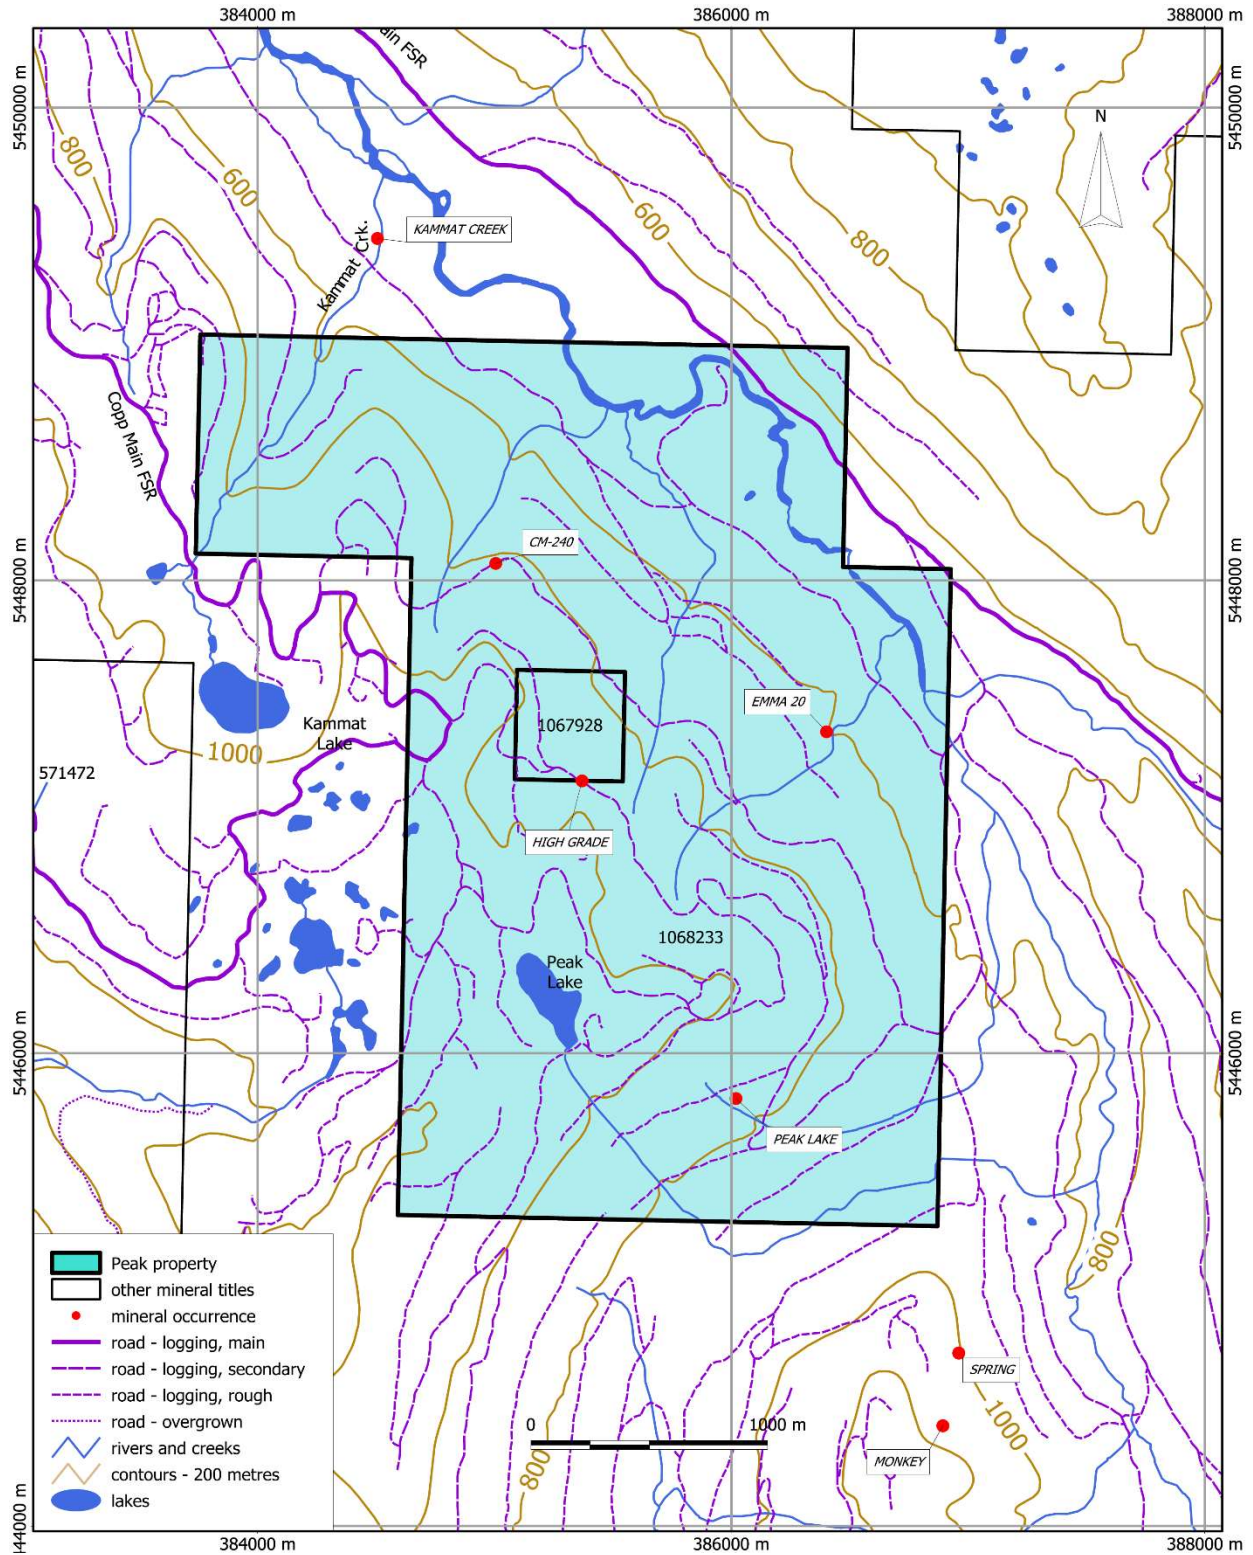 384000 m
386000 m
388000 m
ain FSR
5450000 m
m
5450000 m
N
800
600
600
800
KAMMAT CREEK
Kammat Crk.
Copp Main FSR
CM-240
5448000 m
5448000 m
EMMA 20
Kammat
Lake
1067928
1000
571472
HIGH GRADE
1068233
Peak
Lake
5446000 m
5446000 m
PEAK LAKE
800
Peak property
other mineral titles
mineral occurrence
road - logging, main
road - logging, secondary
road - logging, rough
road - overgrown
rivers and creeks
contours - 200 metres
lakes
SPRING
1000
0
1000 m
MONKEY
800
5444000 m
5444000 m
384000 m
386000 m
388000 m